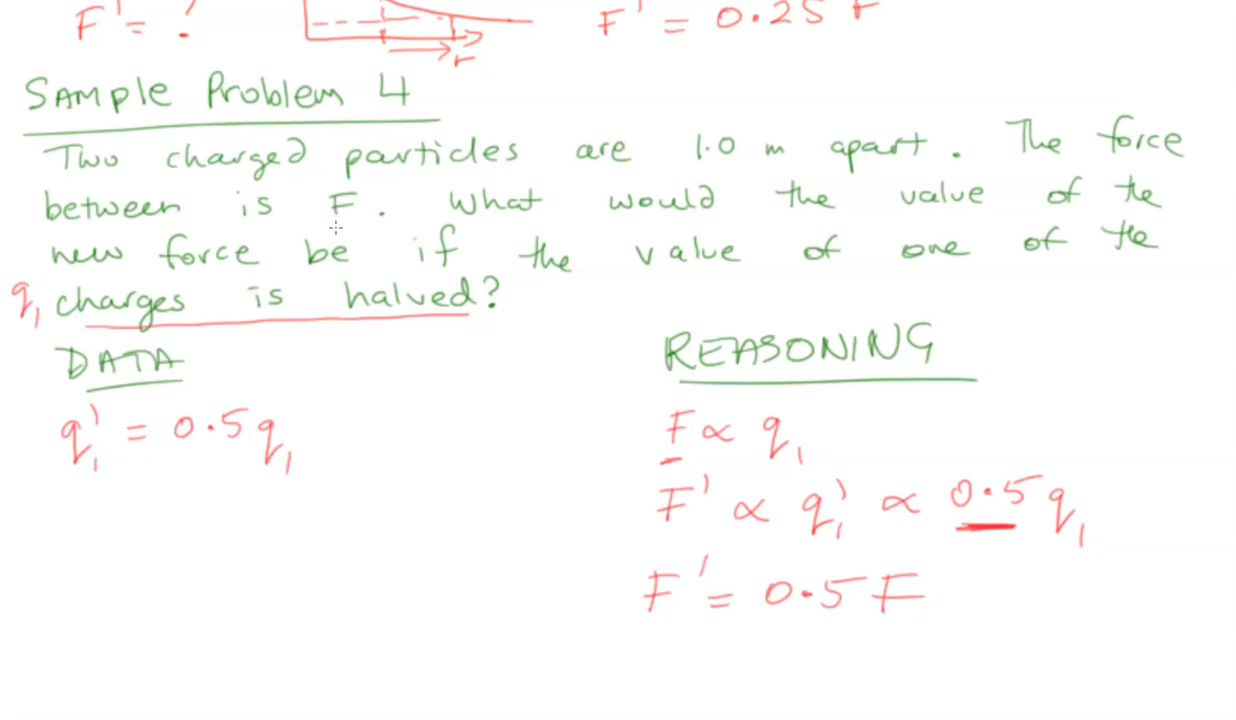 F' = ?
r
F' = 0.25 F
SAMPLE Problem 4
Two charged particles are 1.0 m apart. The force
between is F. What would the value of the
new force be if the value of one of the
q₁ charges is halved?
DATA
REASONING
q₁' = 0.5 q₁
F ∝ q₁
F' ∝ q₁' ∝ 0.5 q₁
F' = 0.5 F